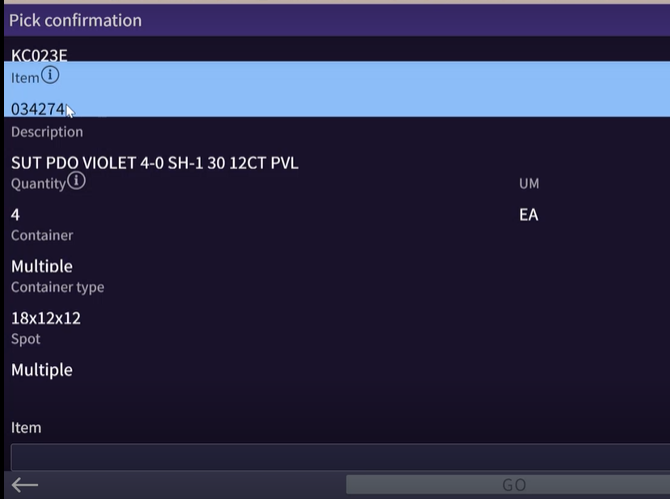 Pick confirmation
KC023E
Item
034274
Description
SUT PDO VIOLET 4-0 SH-1 30 12CT PVL
Quantity UM
4 EA
Container
Multiple
Container type
18x12x12
Spot
Multiple
Item
GO